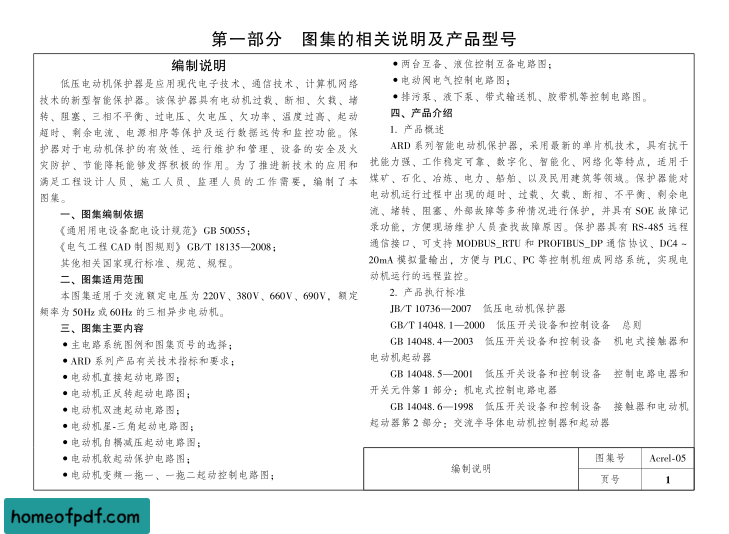 第一部分　图集的相关说明及产品型号
编制说明
低压电动机保护器是应用现代电子技术、通信技术、计算机网络
技术的新型智能保护器。该保护器具有电动机过载、断相、欠载、堵
转、阻塞、三相不平衡、过电压、欠电压、欠功率、温度过高、起动
超时、剩余电流、电源相序等保护及运行数据远传和监控功能。保
护器对于电动机保护的有效性、运行维护和管理、设备的安全及火
灾防护、节能降耗能够发挥积极的作用。为了推进新技术的应用和
满足工程设计人员、施工人员、监理人员的工作需要，编制了本
图集。
一、图集编制依据
《通用用电设备配电设计规范》GB 50055；
《电气工程 CAD 制图规则》GB/T 18135—2008；
其他相关国家现行标准、规范、规程。
二、图集适用范围
本图集适用于交流额定电压为 220V、380V、660V、690V，额定
频率为 50Hz 或 60Hz 的三相异步电动机。
三、图集主要内容
●主电路系统图例和图集页号的选择；
●ARD 系列产品有关技术指标和要求；
●电动机直接起动电路图；
●电动机正反转起动电路图；
●电动机双速起动电路图；
●电动机星-三角起动电路图；
●电动机自耦减压起动电路图；
●电动机软起动保护电路图；
●电动机变频一拖一、一拖二起动控制电路图；
●两台互备、液位控制互备电路图；
●电动阀电气控制电路图；
●排污泵、液下泵、带式输送机、胶带机等控制电路图。
四、产品介绍
1. 产品概述
ARD 系列智能电动机保护器，采用最新的单片机技术，具有抗干
扰能力强、工作稳定可靠、数字化、智能化、网络化等特点，适用于
煤矿、石化、冶炼、电力、船舶、以及民用建筑等领域。保护器能对
电动机运行过程中出现的超时、过载、欠载、断相、不平衡、剩余电
流、堵转、阻塞、外部故障等多种情况进行保护，并具有 SOE 故障记
录功能，方便现场维护人员查找故障原因。保护器具有 RS-485 远程
通信接口、可支持 MODBUS_RTU 和 PROFIBUS_DP 通信协议、DC4 ~
20mA 模拟量输出，方便与 PLC、PC 等控制机组成网络系统，实现电
动机运行的远程监控。
2. 产品执行标准
JB/T 10736—2007　低压电动机保护器
GB/T 14048. 1—2000　低压开关设备和控制设备　总则
GB 14048. 4—2003　低压开关设备和控制设备　机电式接触器和
电动机起动器
GB 14048. 5—2001　低压开关设备和控制设备　控制电路电器和
开关元件第 1 部分：机电式控制电路电器
GB 14048. 6—1998　低压开关设备和控制设备　接触器和电动机
起动器第 2 部分：交流半导体电动机控制器和起动器
编制说明
图集号　Acrel-05
页号　1
homeofpdf.com